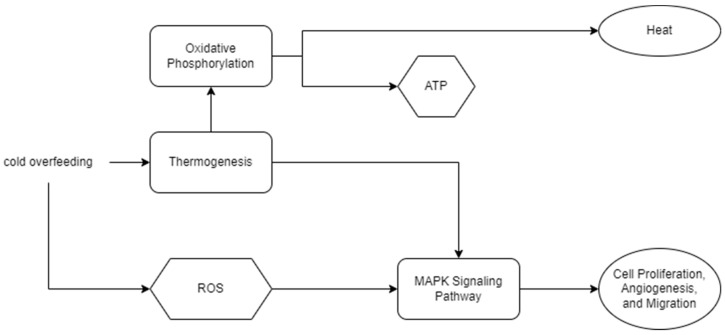 Oxidative
Phosphorylation
Heat
ATP
cold overfeeding
Thermogenesis
ROS
MAPK Signaling
Pathway
Cell Proliferation,
Angiogenesis,
and Migration